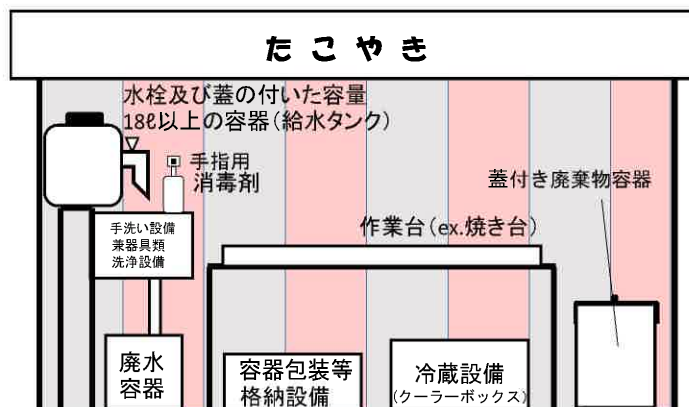 たこやき
水栓及び蓋の付いた容量
18ℓ以上の容器(給水タンク)
手指用
消毒剤
蓋付き廃棄物容器
手洗い設備
兼器具類
洗浄設備
作業台(ex.焼き台)
廃水
容器
容器包装等
格納設備
冷蔵設備
(クーラーボックス)